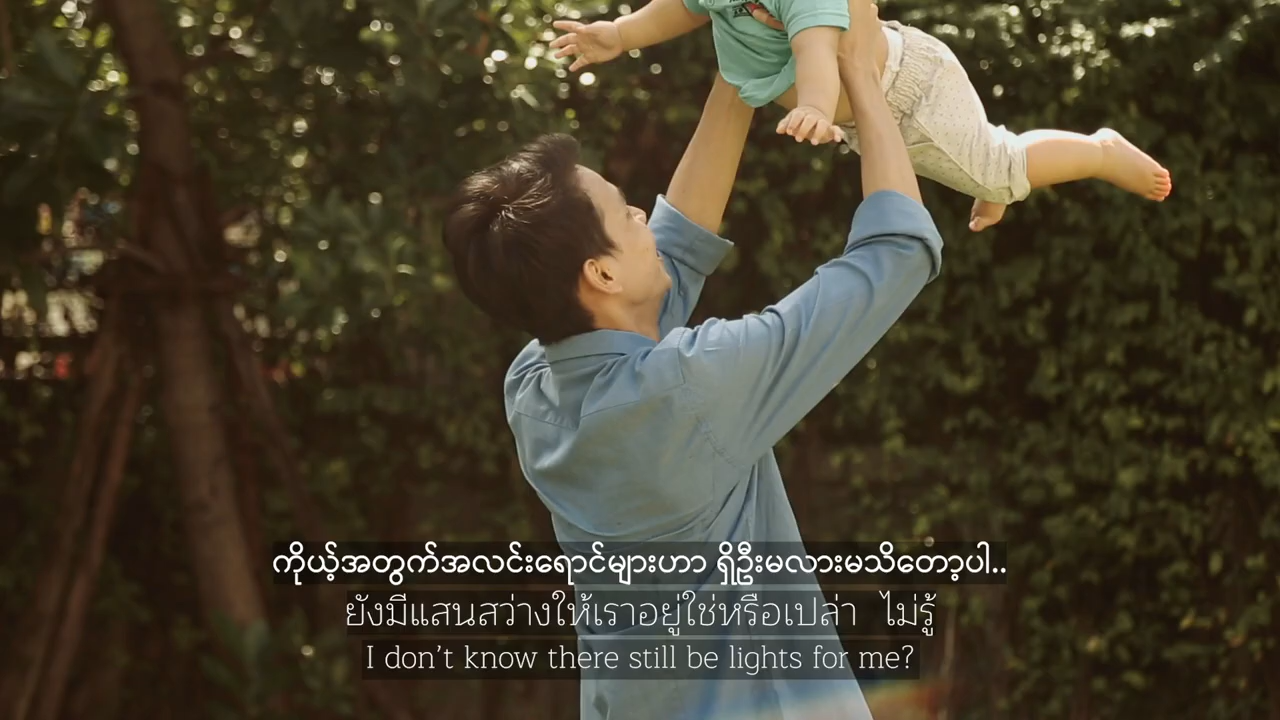 ကိုယ့်အတွက်အလင်းရောင်များဟာ ရှိဦးမလားမသိတော့ပါ..
ยังมีแสนสว่างให้เราอยู่ใช่หรือเปล่า ไม่รู้
I don’t know there still be lights for me?